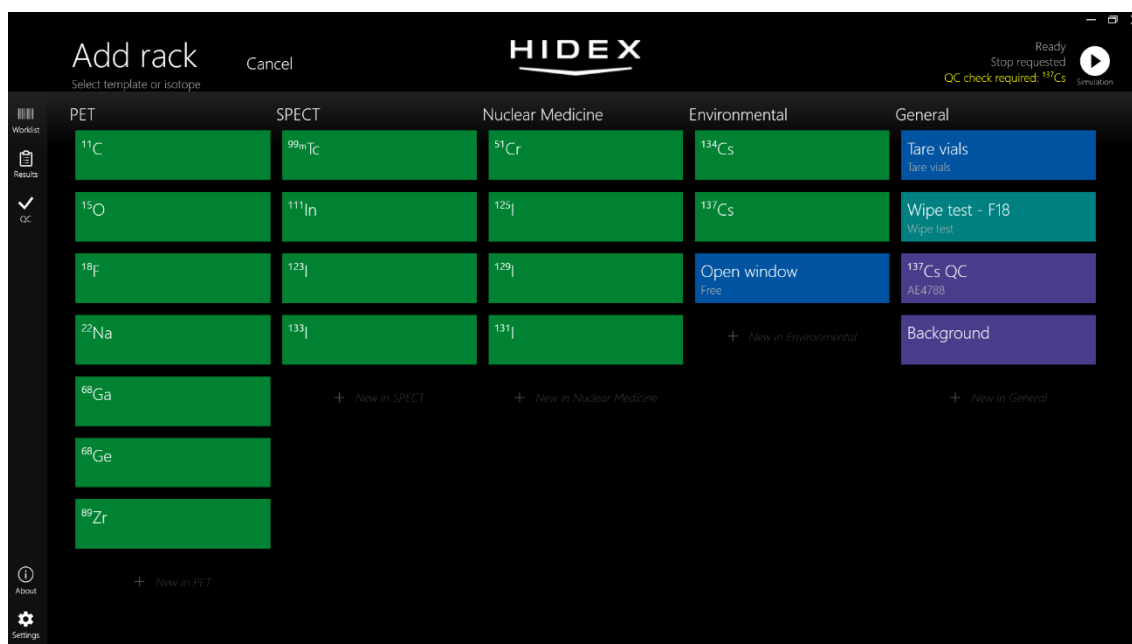 Add rack
Cancel
Select template or isotope
HIDEX
Ready
Stop requested
QC check required: ¹³⁷Cs
Simulation
Worklist
Results
QC
About
Settings
PET
¹¹C
¹⁵O
¹⁸F
²²Na
⁶⁸Ga
⁶⁸Ge
⁸⁹Zr
+ New in PET
SPECT
⁹⁹ᵐTc
¹¹¹In
¹²³I
¹³³I
+ New in SPECT
Nuclear Medicine
⁵¹Cr
¹²⁵I
¹²⁹I
¹³¹I
+ New in Nuclear Medicine
Environmental
¹³⁴Cs
¹³⁷Cs
Open window
Free
+ New in Environmental
General
Tare vials
Tare vials
Wipe test - F18
Wipe test
¹³⁷Cs QC
AE4788
Background
+ New in General